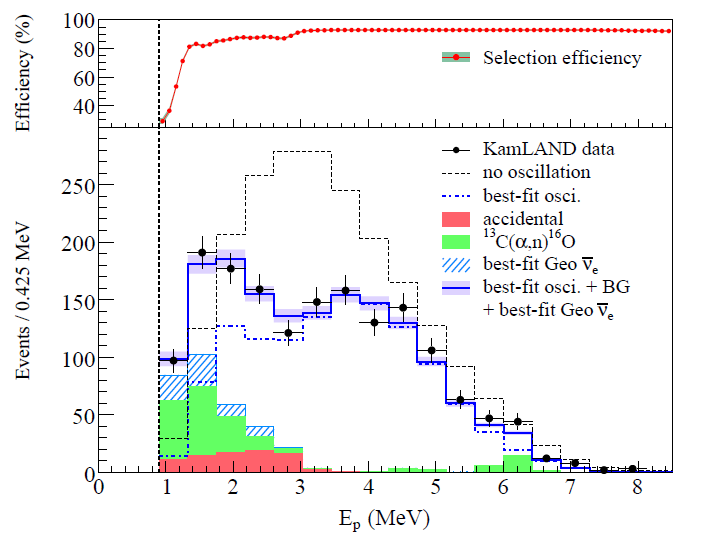 Efficiency (%)
100
80
60
40
Selection efficiency
Events / 0.425 MeV
250
200
150
100
50
0
KamLAND data
no oscillation
best-fit osci.
accidental
¹³C(α,n)¹⁶O
best-fit Geo ν̅ₑ
best-fit osci. + BG
+ best-fit Geo ν̅ₑ
0 1 2 3 4 5 6 7 8
Eₚ (MeV)